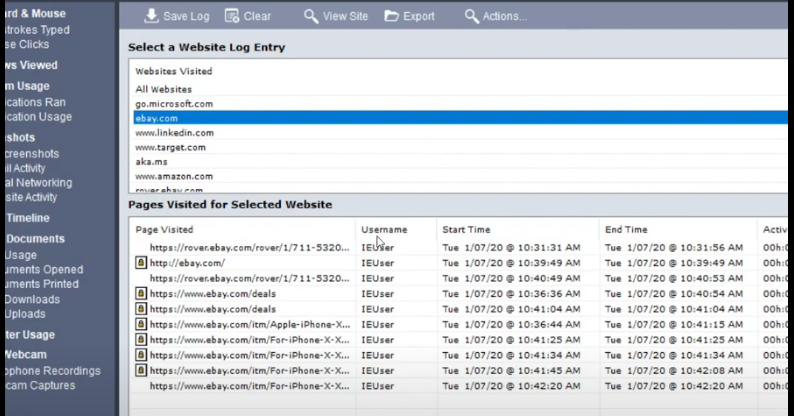 ard & Mouse
strokes Typed
se Clicks
ws Viewed
m Usage
ications Ran
ication Usage
shots
creenshots
il Activity
al Networking
site Activity
Timeline
Documents
Usage
uments Opened
uments Printed
Downloads
Uploads
ter Usage
Webcam
ophone Recordings
cam Captures
Save Log Clear View Site Export Actions...
Select a Website Log Entry
Websites Visited
All Websites
go.microsoft.com
ebay.com
www.linkedin.com
www.target.com
aka.ms
www.amazon.com
rover.ebay.com
Pages Visited for Selected Website
Page Visited Username Start Time End Time Activ
https://rover.ebay.com/rover/1/711-5320... IEUser Tue 1/07/20 @ 10:31:31 AM Tue 1/07/20 @ 10:31:56 AM 00h:0
http://ebay.com/ IEUser Tue 1/07/20 @ 10:39:49 AM Tue 1/07/20 @ 10:39:49 AM 00h:0
https://rover.ebay.com/rover/1/711-5320... IEUser Tue 1/07/20 @ 10:40:49 AM Tue 1/07/20 @ 10:40:53 AM 00h:0
https://www.ebay.com/deals IEUser Tue 1/07/20 @ 10:36:36 AM Tue 1/07/20 @ 10:40:54 AM 00h:0
https://www.ebay.com/deals IEUser Tue 1/07/20 @ 10:41:04 AM Tue 1/07/20 @ 10:41:04 AM 00h:0
https://www.ebay.com/itm/Apple-iPhone-X... IEUser Tue 1/07/20 @ 10:36:44 AM Tue 1/07/20 @ 10:41:15 AM 00h:0
https://www.ebay.com/itm/For-iPhone-X-X... IEUser Tue 1/07/20 @ 10:41:25 AM Tue 1/07/20 @ 10:41:25 AM 00h:0
https://www.ebay.com/itm/For-iPhone-X-X... IEUser Tue 1/07/20 @ 10:41:34 AM Tue 1/07/20 @ 10:41:34 AM 00h:0
https://www.ebay.com/itm/For-iPhone-X-X... IEUser Tue 1/07/20 @ 10:41:45 AM Tue 1/07/20 @ 10:42:08 AM 00h:0
https://www.ebay.com/itm/For-iPhone-X-X... IEUser Tue 1/07/20 @ 10:42:20 AM Tue 1/07/20 @ 10:42:20 AM 00h:0